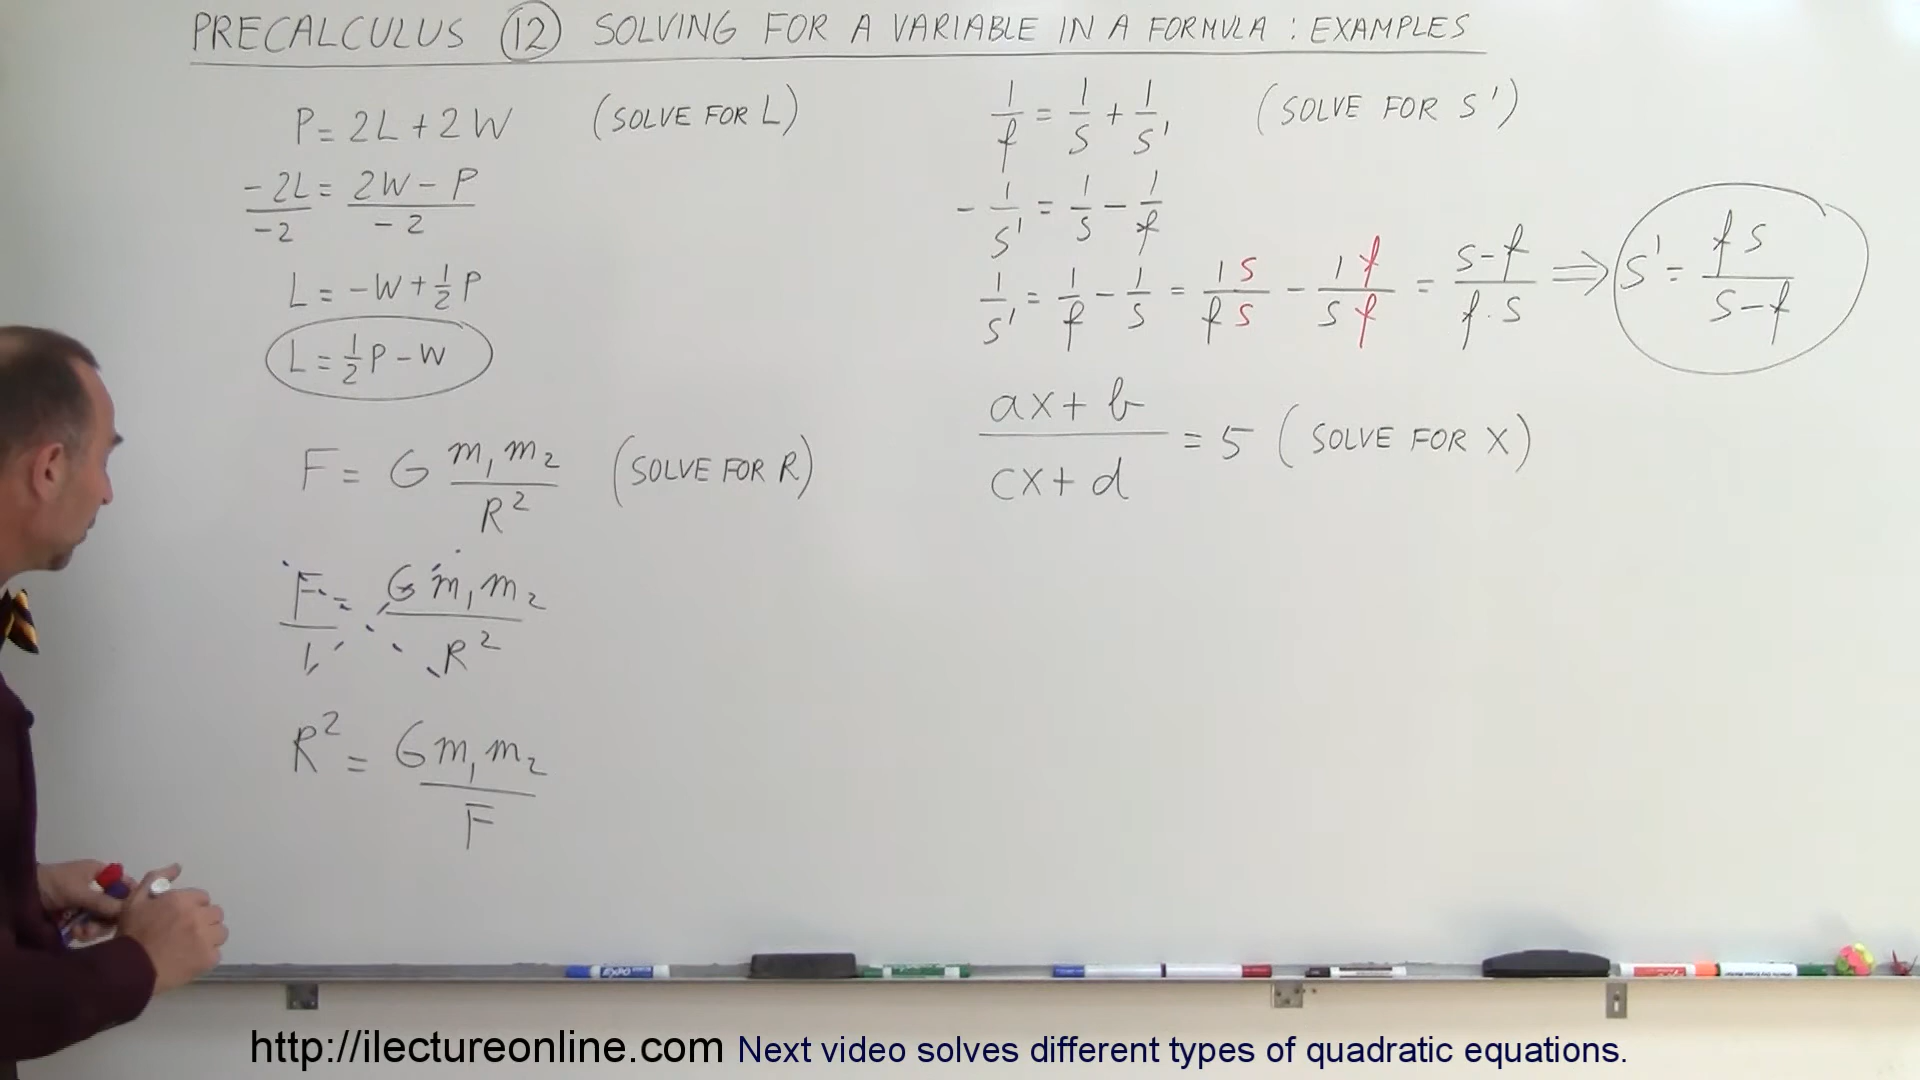 PRECALCULUS 12 SOLVING FOR A VARIABLE IN A FORMULA : EXAMPLES
P = 2L + 2W (SOLVE FOR L)
-2L/-2 = 2W - P/-2
L = -W + 1/2 P
L = 1/2 P - W
F = G m₁m₂/R² (SOLVE FOR R)
F/1 = Gm₁m₂/R²
R² = Gm₁m₂/F
1/f = 1/s + 1/s' (SOLVE FOR S')
- 1/s' = 1/s - 1/f
1/s' = 1/f - 1/s = 1s/fs - 1f/sf = s-f/f·s ⇒ s' = fs/s-f
ax + b/cx + d = 5 (SOLVE FOR X)
EXPO
http://ilectureonline.com Next video solves different types of quadratic equations.